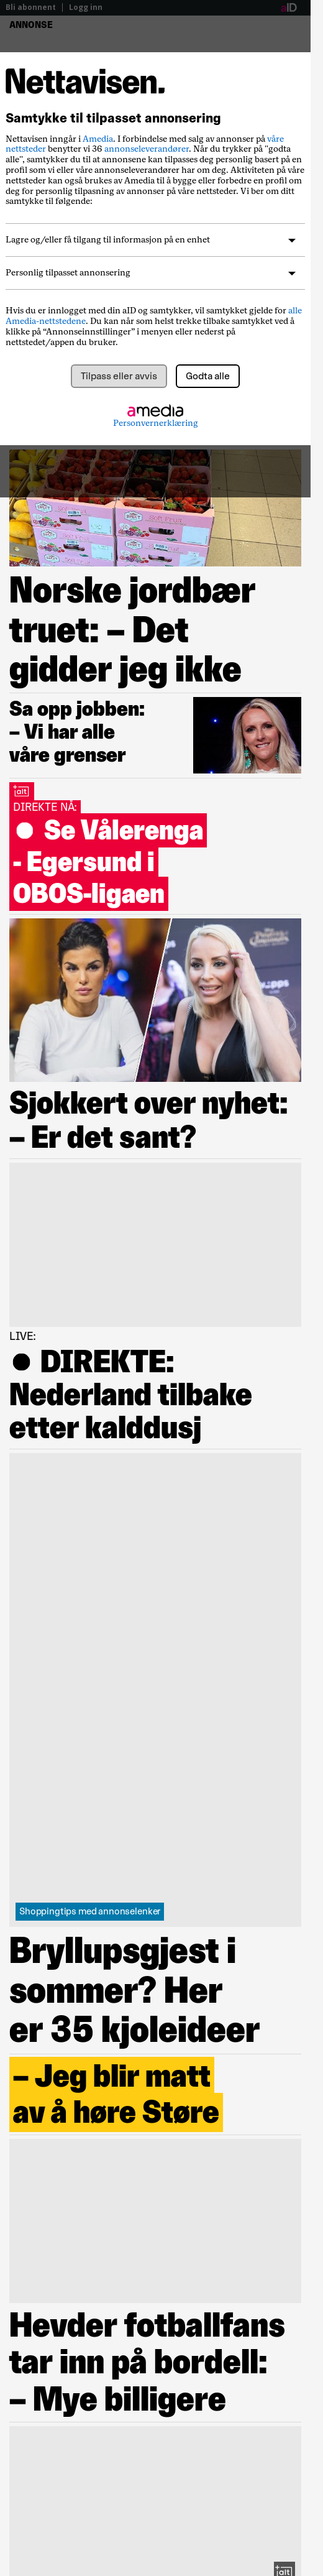 Bli abonnent | Logg inn
aID
ANNONSE
Nettavisen.
Samtykke til tilpasset annonsering
Nettavisen inngår i Amedia. I forbindelse med salg av annonser på våre
nettsteder benytter vi 36 annonseleverandører. Når du trykker på "godta
alle", samtykker du til at annonsene kan tilpasses deg personlig basert på en
profil som vi eller våre annonseleverandører har om deg. Aktiviteten på våre
nettsteder kan også brukes av Amedia til å bygge eller forbedre en profil om
deg for personlig tilpasning av annonser på våre nettsteder. Vi ber om ditt
samtykke til følgende:
Lagre og/eller få tilgang til informasjon på en enhet
Personlig tilpasset annonsering
Hvis du er innlogget med din aID og samtykker, vil samtykket gjelde for alle
Amedia-nettstedene. Du kan når som helst trekke tilbake samtykket ved å
klikke på “Annonseinnstillinger” i menyen eller nederst på
nettstedet/appen du bruker.
Tilpass eller avvis
Godta alle
amedia
Personvernerklæring
Norske jordbær
truet: – Det
gidder jeg ikke
Sa opp jobben:
– Vi har alle
våre grenser
+alt
DIREKTE NÅ:
● Se Vålerenga
- Egersund i
OBOS-ligaen
Sjokkert over nyhet:
– Er det sant?
LIVE:
● DIREKTE:
Nederland tilbake
etter kalddusj
Shoppingtips med annonselenker
Bryllupsgjest i
sommer? Her
er 35 kjoleideer
– Jeg blir matt
av å høre Støre
Hevder fotballfans
tar inn på bordell:
– Mye billigere
+alt